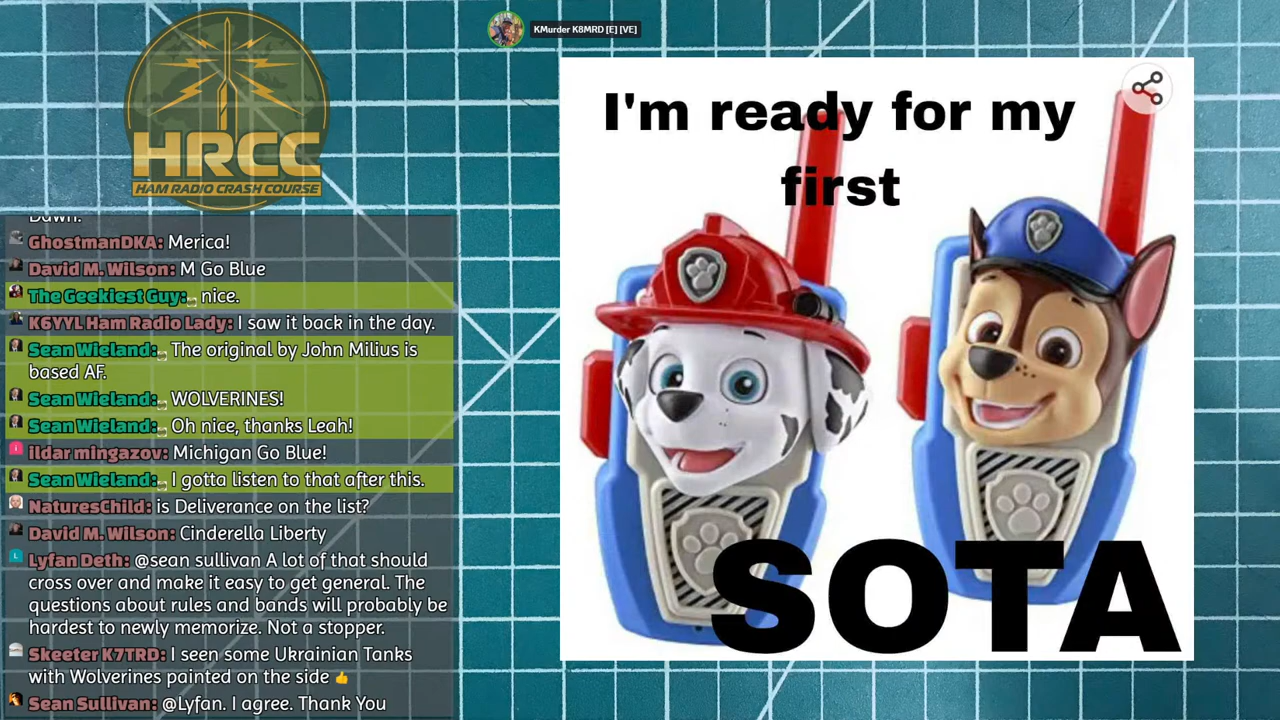 HRCC
HAM RADIO CRASH COURSE
KMurder K8MRD [E] [VE]
I'm ready for my
first
SOTA
Dawn.
GhostmanDKA: Merica!
David M. Wilson: M Go Blue
The Geekiest Guy: nice.
K6YYL Ham Radio Lady: I saw it back in the day.
Sean Wieland: The original by John Milius is
based AF.
Sean Wieland: WOLVERINES!
Sean Wieland: Oh nice, thanks Leah!
ildar mingazov: Michigan Go Blue!
Sean Wieland: I gotta listen to that after this.
NaturesChild: is Deliverance on the list?
David M. Wilson: Cinderella Liberty
Lyfan Deth: @sean sullivan A lot of that should
cross over and make it easy to get general. The
questions about rules and bands will probably be
hardest to newly memorize. Not a stopper.
Skeeter K7TRD: I seen some Ukrainian Tanks
with Wolverines painted on the side 👍
Sean Sullivan: @Lyfan. I agree. Thank You